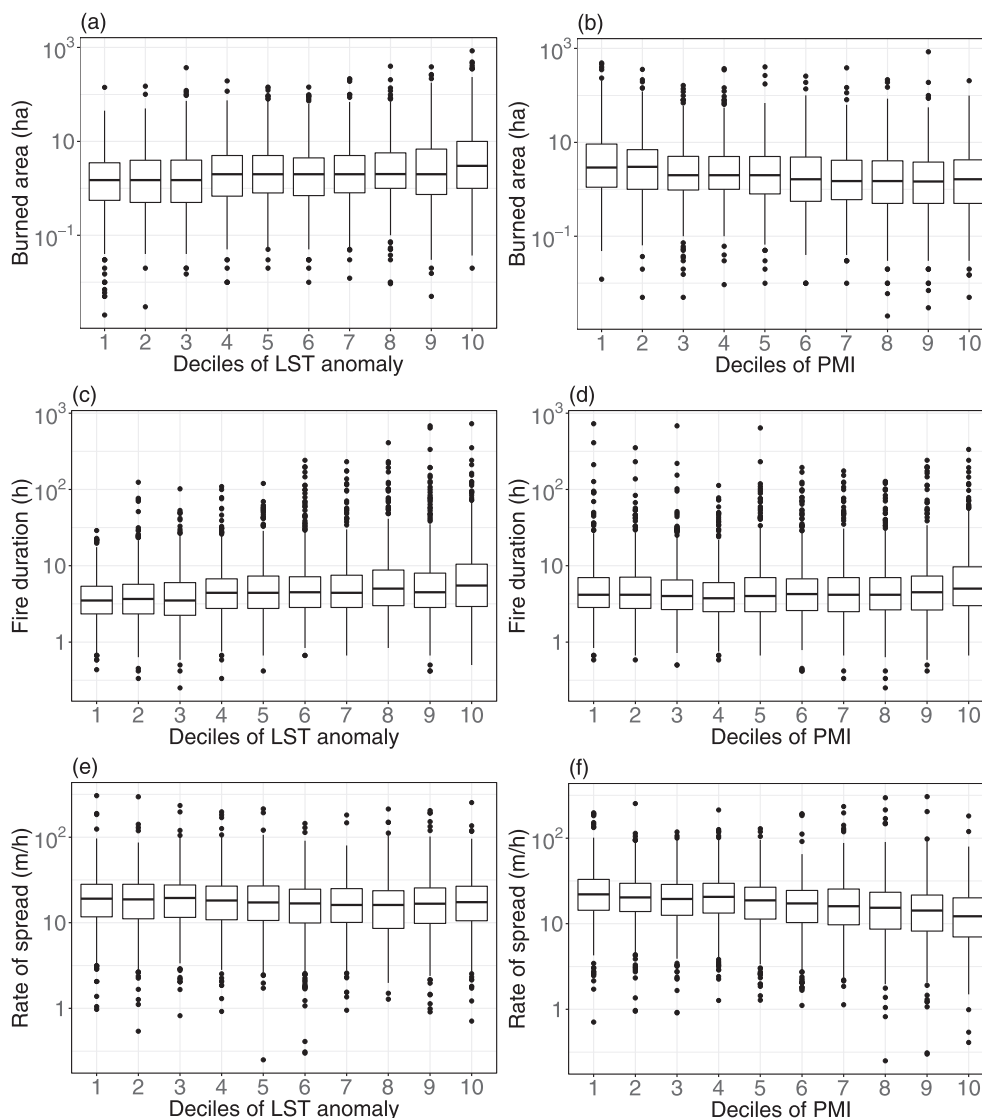 (a)
10³
10
10⁻¹
Burned area (ha)
1 2 3 4 5 6 7 8 9 10
Deciles of LST anomaly
(b)
10³
10
10⁻¹
Burned area (ha)
1 2 3 4 5 6 7 8 9 10
Deciles of PMI
(c)
10³
10²
10
1
Fire duration (h)
1 2 3 4 5 6 7 8 9 10
Deciles of LST anomaly
(d)
10³
10²
10
1
Fire duration (h)
1 2 3 4 5 6 7 8 9 10
Deciles of PMI
(e)
10²
10
1
Rate of spread (m/h)
1 2 3 4 5 6 7 8 9 10
Deciles of LST anomaly
(f)
10²
10
1
Rate of spread (m/h)
1 2 3 4 5 6 7 8 9 10
Deciles of PMI